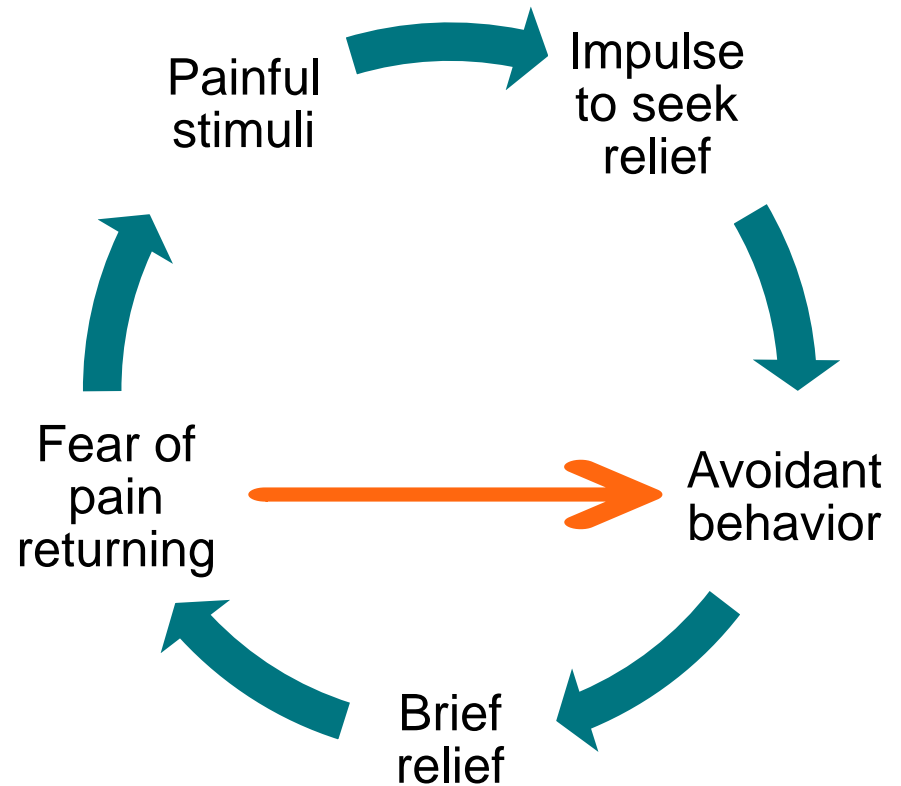 Painful
stimuli
Impulse
to seek
relief
Avoidant
behavior
Brief
relief
Fear of
pain
returning